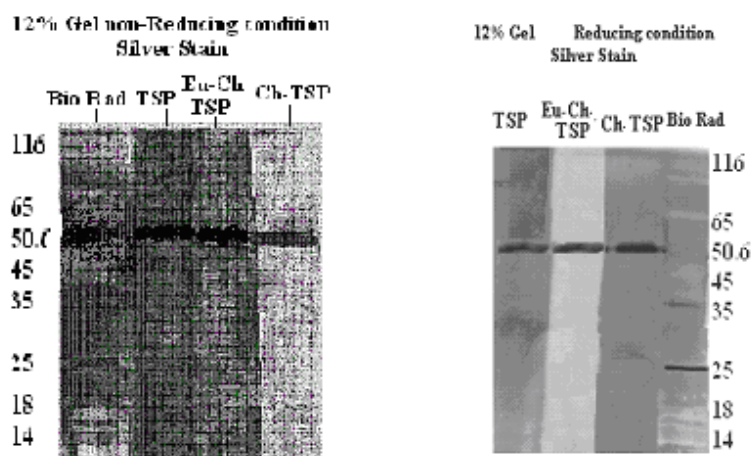 12% Gel non-Reducing condition
Silver Stain
Bio Rad TSP Eu-Ch TSP Ch-TSP
116
65
50.6
45
35
25
18
14
12% Gel Reducing condition
Silver Stain
TSP Eu-Ch. TSP Ch-TSP Bio Rad
116
65
50.6
45
35
25
18
14